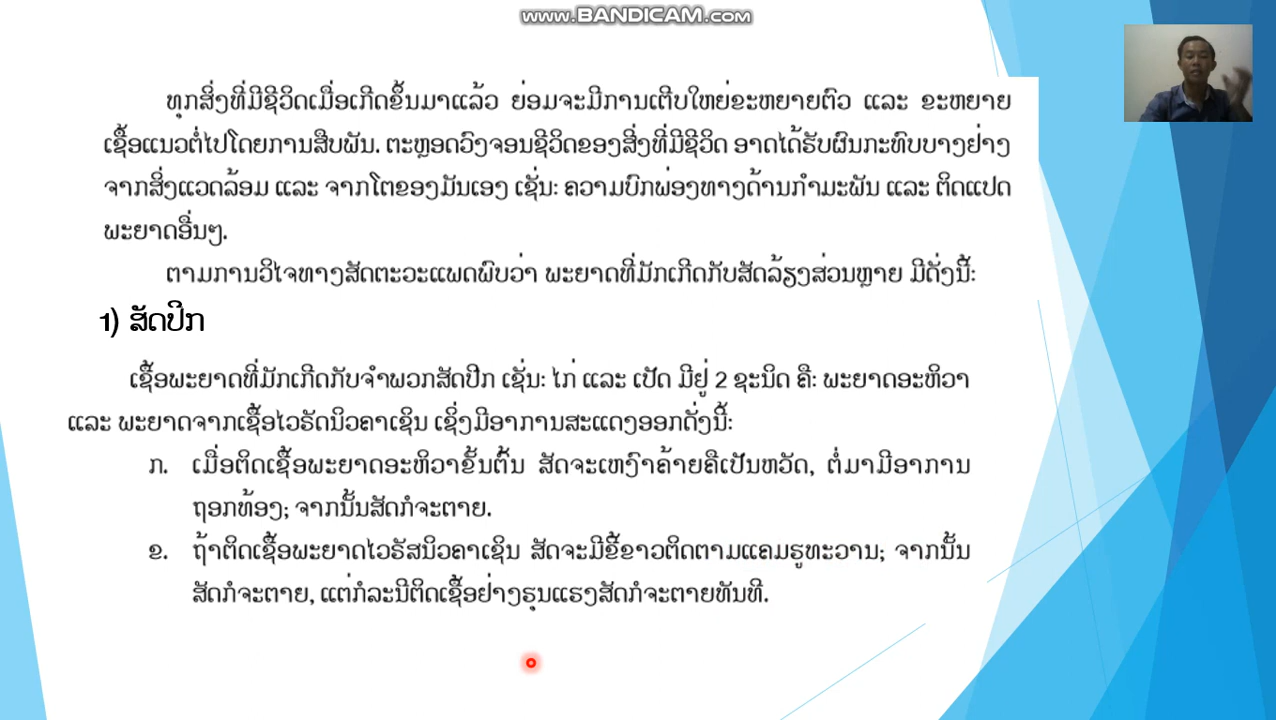 www.BANDICAM.com
ທຸກສິ່ງທີ່ມີຊີວິດເມື່ອເກີດຂຶ້ນມາແລ້ວ ຍ່ອມຈະມີການເຕີບໃຫຍ່ຂະຫຍາຍຕົວ ແລະ ຂະຫຍາຍ
ເຊື້ອແນວຕໍ່ໄປໂດຍການສືບພັນ. ຕະຫຼອດວົງຈອນຊີວິດຂອງສິ່ງທີ່ມີຊີວິດ ອາດໄດ້ຮັບຜົນກະທົບບາງຢ່າງ
ຈາກສິ່ງແວດລ້ອມ ແລະ ຈາກໂຕຂອງມັນເອງ ເຊັ່ນ: ຄວາມບົກພ່ອງທາງດ້ານກຳມະພັນ ແລະ ຕິດແປດ
ພະຍາດອື່ນໆ.
ຕາມການວິໄຈທາງສັດຕະວະແພດພົບວ່າ ພະຍາດທີ່ມັກເກີດກັບສັດລ້ຽງສ່ວນຫຼາຍ ມີດັ່ງນີ້:
1) ສັດປີກ
ເຊື້ອພະຍາດທີ່ມັກເກີດກັບຈຳພວກສັດປີກ ເຊັ່ນ: ໄກ່ ແລະ ເປັດ ມີຢູ່ 2 ຊະນິດ ຄື: ພະຍາດອະຫິວາ
ແລະ ພະຍາດຈາກເຊື້ອໄວຣັດນິວຄາເຊິນ ເຊິ່ງມີອາການສະແດງອອກດັ່ງນີ້:
ກ. ເມື່ອຕິດເຊື້ອພະຍາດອະຫິວາຂັ້ນຕົ້ນ ສັດຈະເຫງົາຄ້າຍຄືເປັນຫວັດ, ຕໍ່ມາມີອາການ
ຖອກທ້ອງ; ຈາກນັ້ນສັດກໍຈະຕາຍ.
ຂ. ຖ້າຕິດເຊື້ອພະຍາດໄວຣັສນິວຄາເຊິນ ສັດຈະມີຂີ້ຂາວຕິດຕາມແຄມຮູທະວານ; ຈາກນັ້ນ
ສັດກໍຈະຕາຍ, ແຕ່ກໍລະນີຕິດເຊື້ອຢ່າງຮຸນແຮງສັດກໍຈະຕາຍທັນທີ.